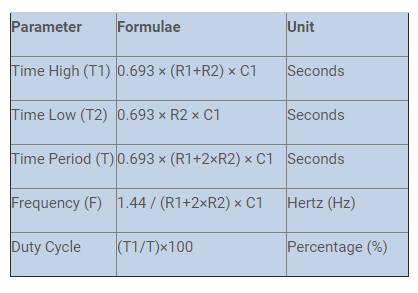 Parameter Formulae Unit
Time High (T1) 0.693 × (R1+R2) × C1 Seconds
Time Low (T2) 0.693 × R2 × C1 Seconds
Time Period (T) 0.693 × (R1+2×R2) × C1 Seconds
Frequency (F) 1.44 / (R1+2×R2) × C1 Hertz (Hz)
Duty Cycle (T1/T)×100 Percentage (%)